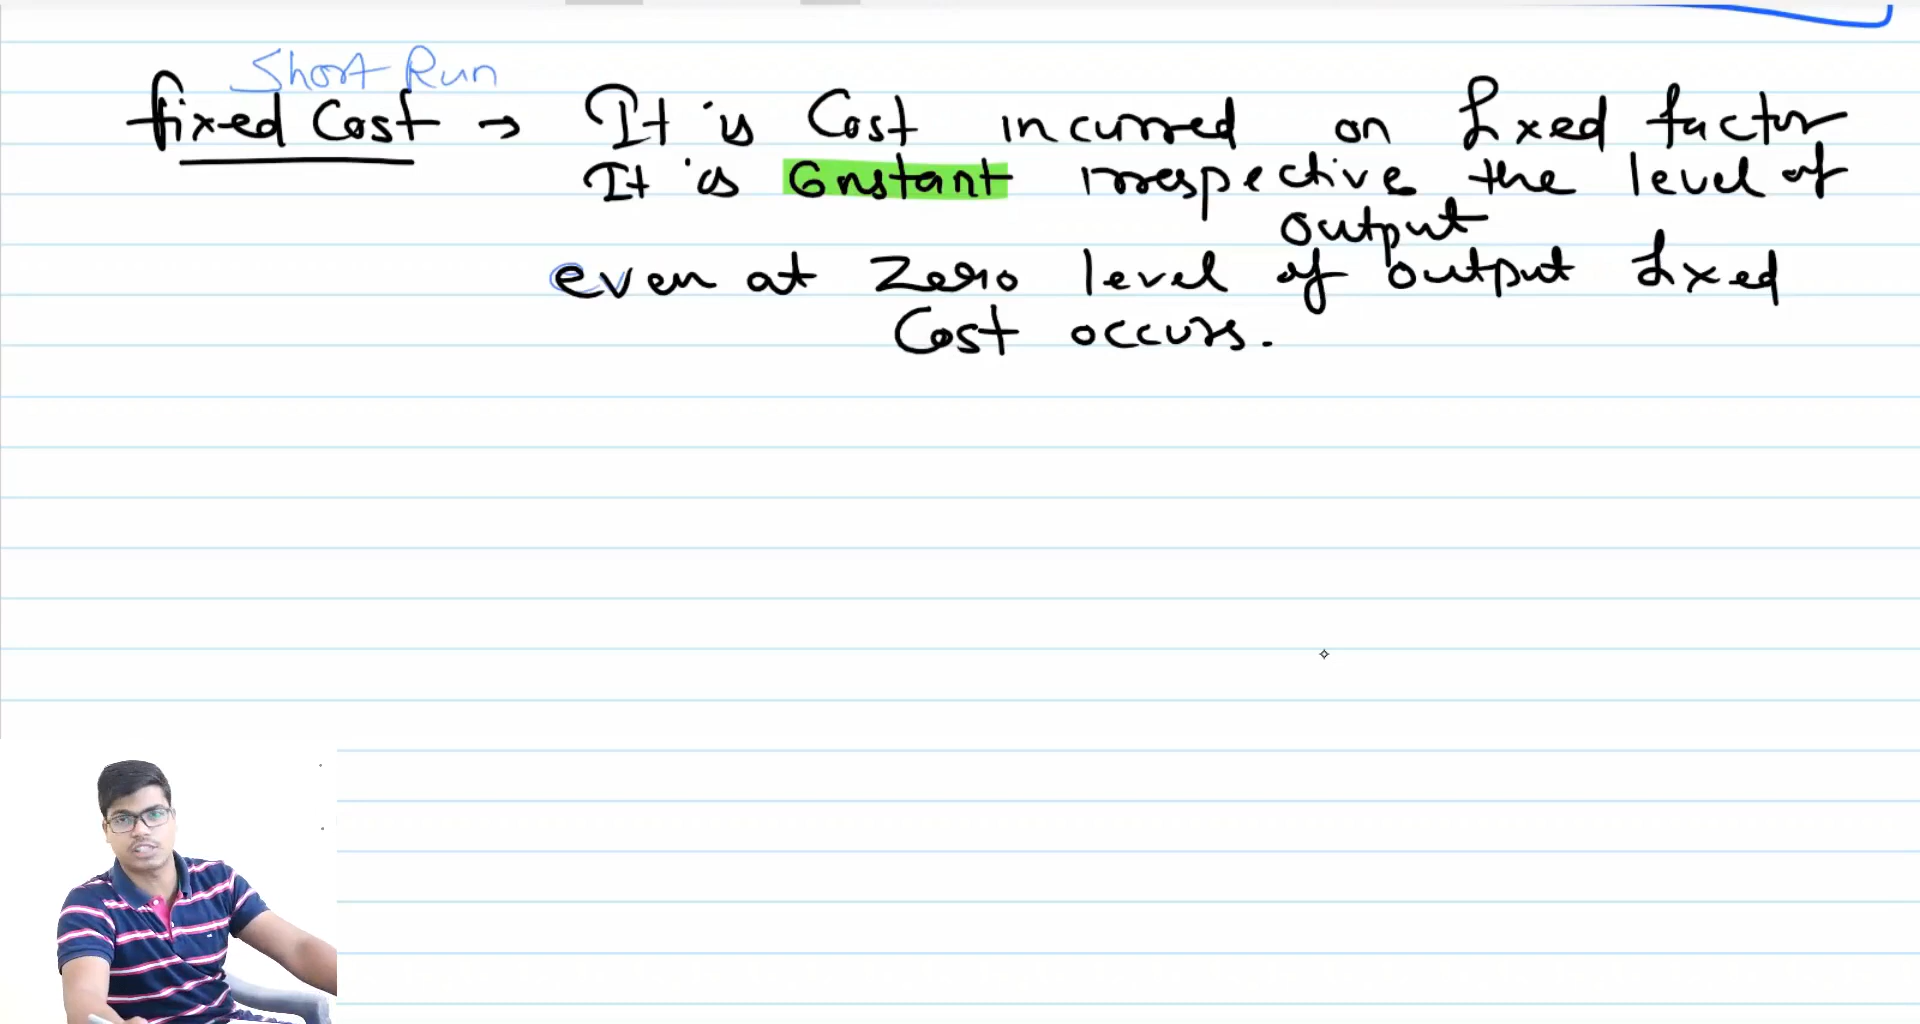 Short Run
fixed Cost → It is Cost incurred on fixed factor
It is Constant irrespective the level of
output
even at Zero level of output fixed
Cost occurs.